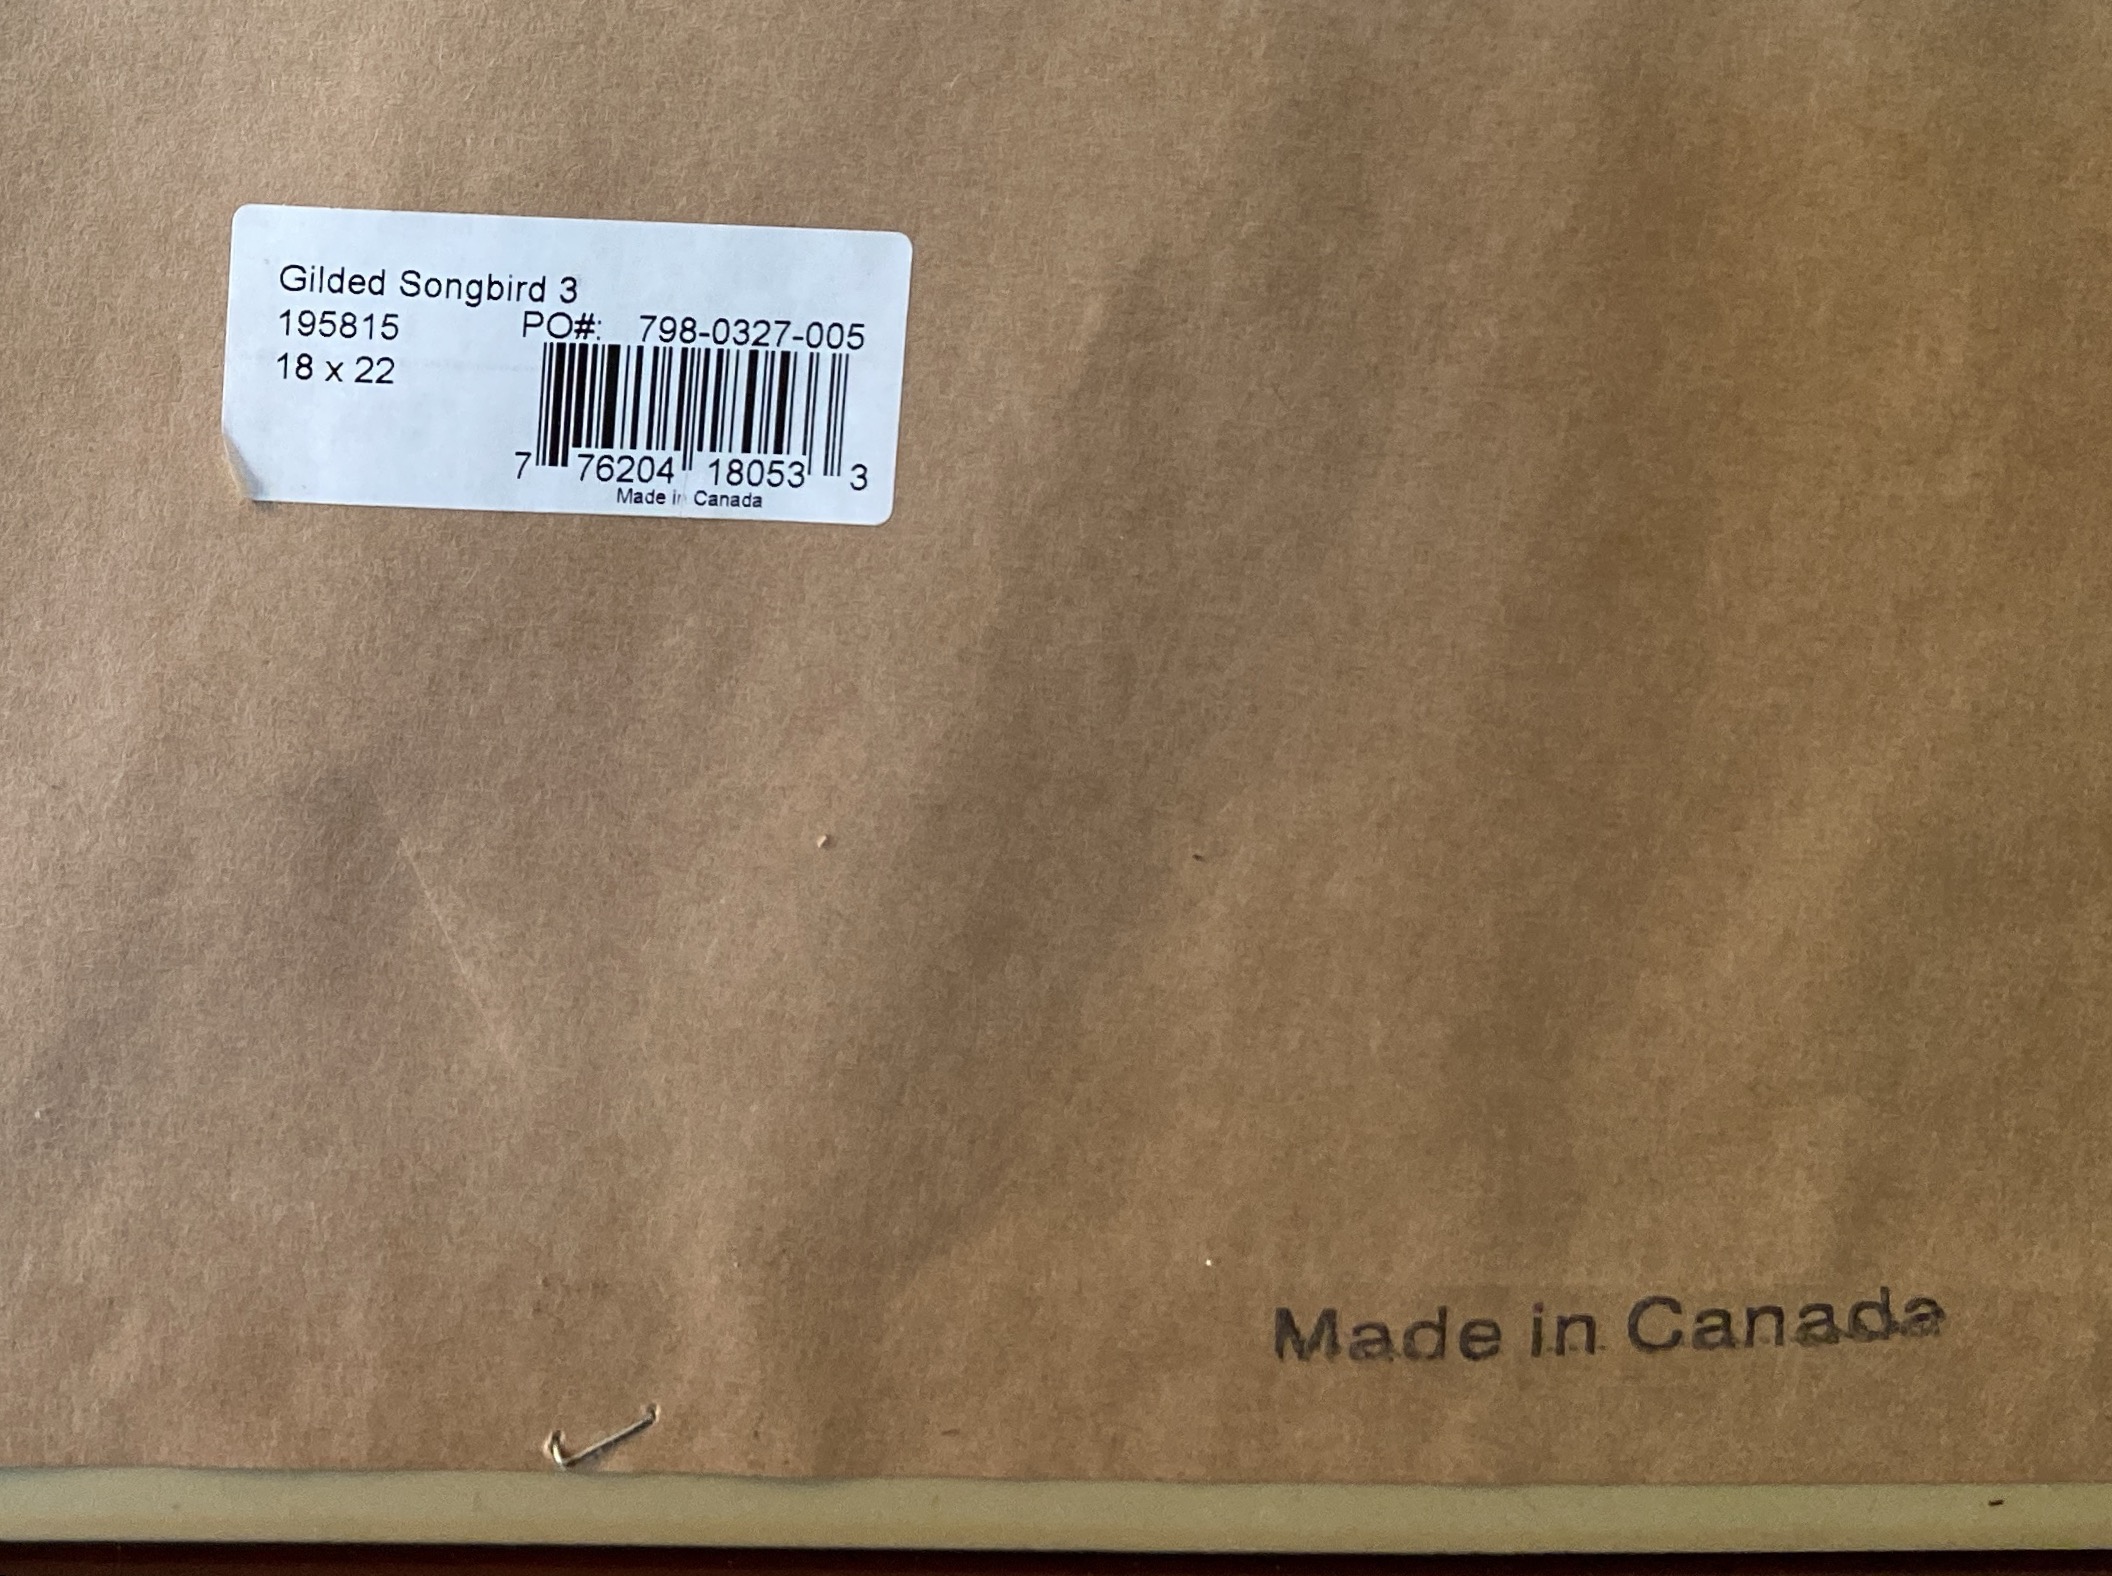 Gilded Songbird 3
195815 PO#: 798-0327-005
18 x 22
7 76204 18053 3
Made in Canada
Made in Canada